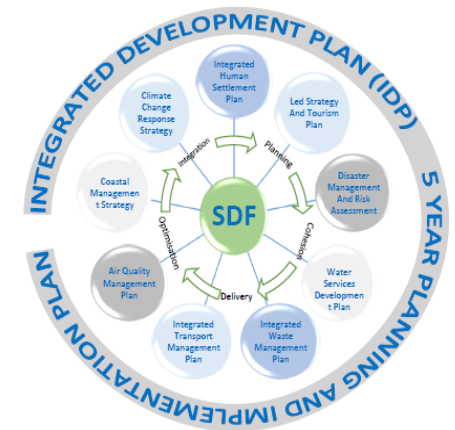 INTEGRATED DEVELOPMENT PLAN (IDP)
5 YEAR PLANNING AND IMPLEMENTATION PLAN
Integrated
Human
Settlement
Plan
Led Strategy
And Tourism
Plan
Disaster
Management
And Risk
Assessment
Water
Services
Developmen
t Plan
Integrated
Waste
Management
Plan
Integrated
Transport
Management
Plan
Air Quality
Management
Plan
Coastal
Managemen
t Strategy
Climate
Change
Response
Strategy
Integration
Planning
Cohesion
Delivery
Optimisation
SDF